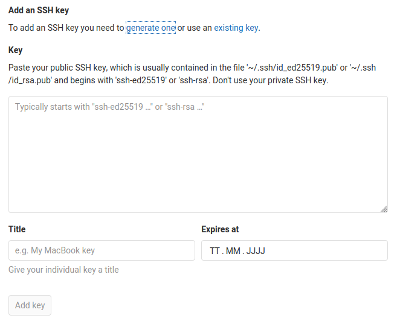 Add an SSH key
To add an SSH key you need to generate one or use an existing key.
Key
Paste your public SSH key, which is usually contained in the file '~/.ssh/id_ed25519.pub' or '~/.ssh
/id_rsa.pub' and begins with 'ssh-ed25519' or 'ssh-rsa'. Don't use your private SSH key.
Typically starts with "ssh-ed25519 …" or "ssh-rsa …"
Title
Expires at
e.g. My MacBook key
TT . MM . JJJJ
Give your individual key a title
Add key